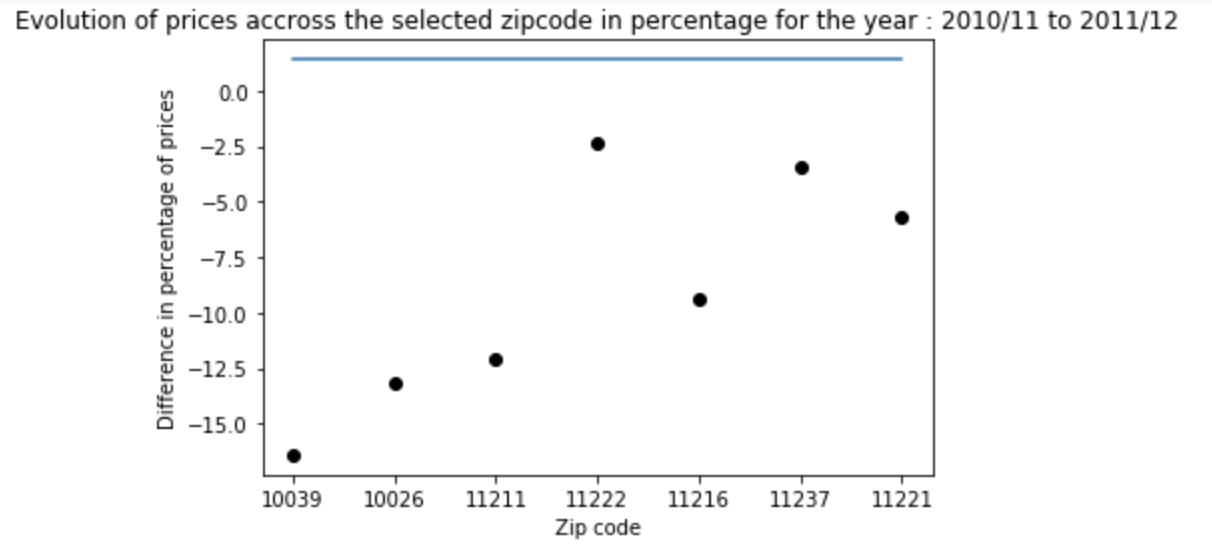 Evolution of prices accross the selected zipcode in percentage for the year : 2010/11 to 2011/12
Difference in percentage of prices
0.0
−2.5
−5.0
−7.5
−10.0
−12.5
−15.0
10039 10026 11211 11222 11216 11237 11221
Zip code